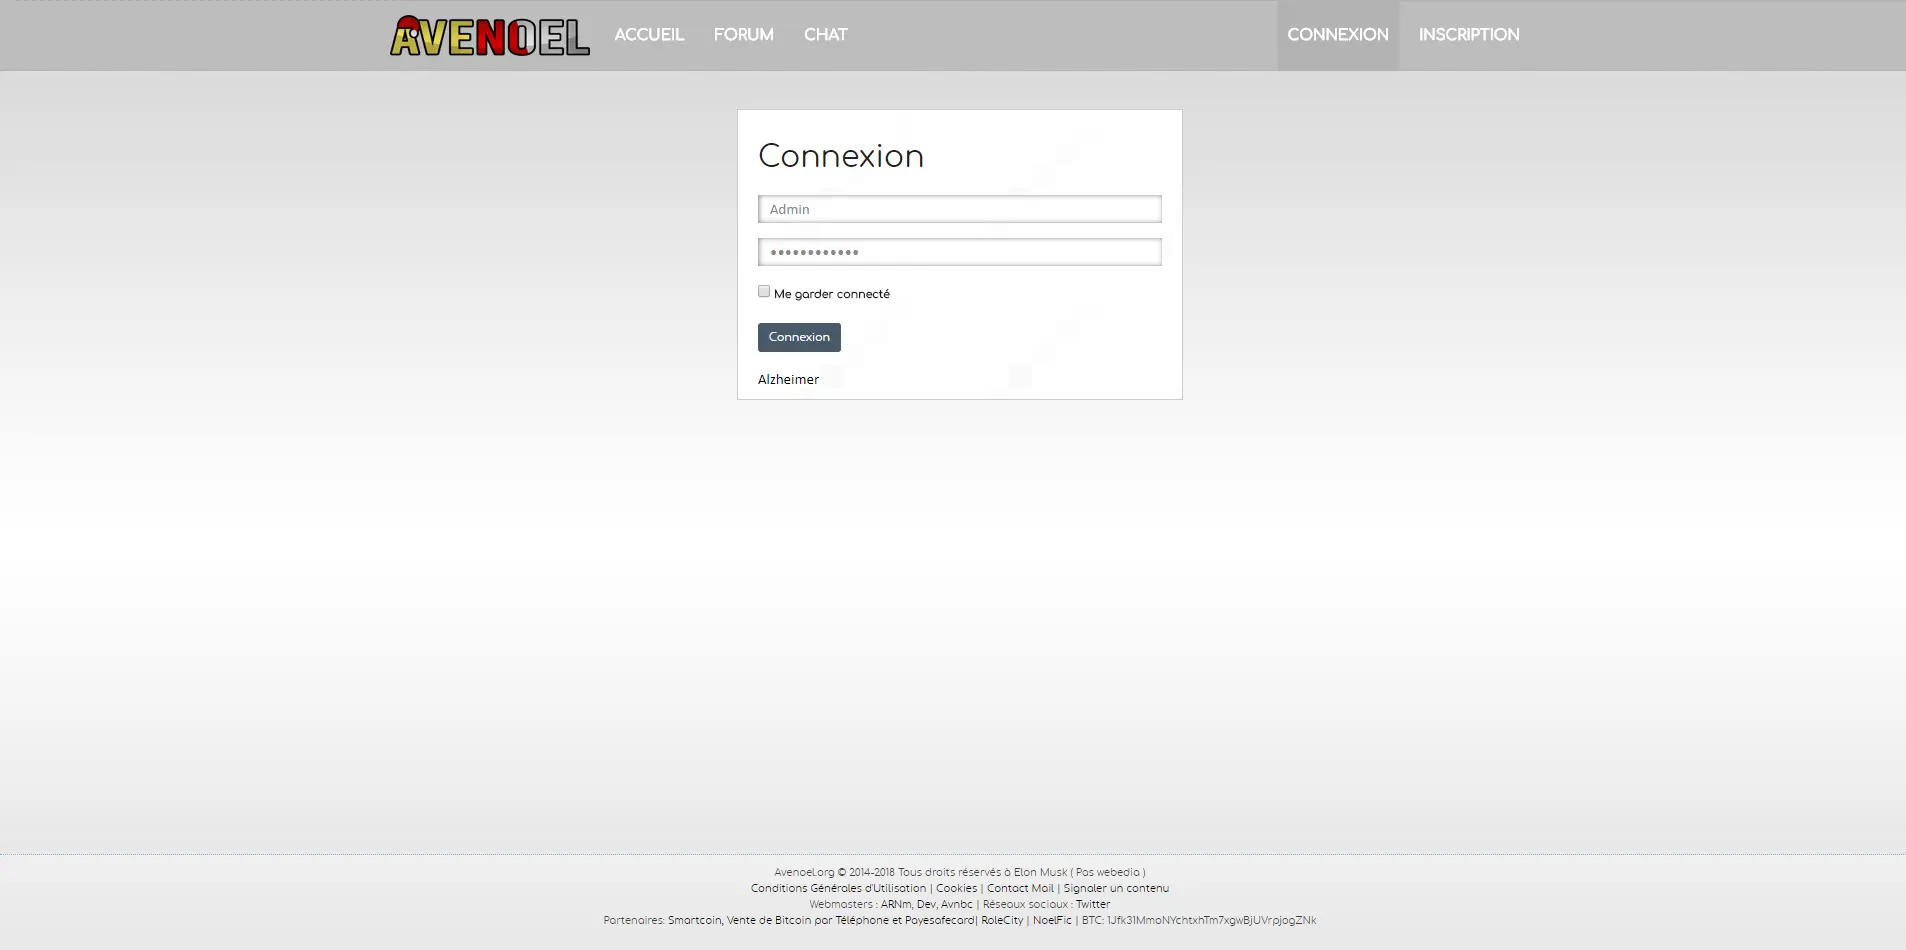 AVENOEL ACCUEIL FORUM CHAT CONNEXION INSCRIPTION
Connexion
Admin
••••••••••••
Me garder connecté
Connexion
Alzheimer
Avenoel.org © 2014-2018 Tous droits réservés à Elon Musk ( Pas webedia )
Conditions Générales d'Utilisation | Cookies | Contact Mail | Signaler un contenu
Webmasters : ARNm, Dev, Avnbc | Réseaux sociaux : Twitter
Partenaires: Smartcoin, Vente de Bitcoin par Téléphone et Payesafecard| RoleCity | NoelFic | BTC: 1Jfk31MmoNYchtxhTm7xgwBjUVrpjogZNk